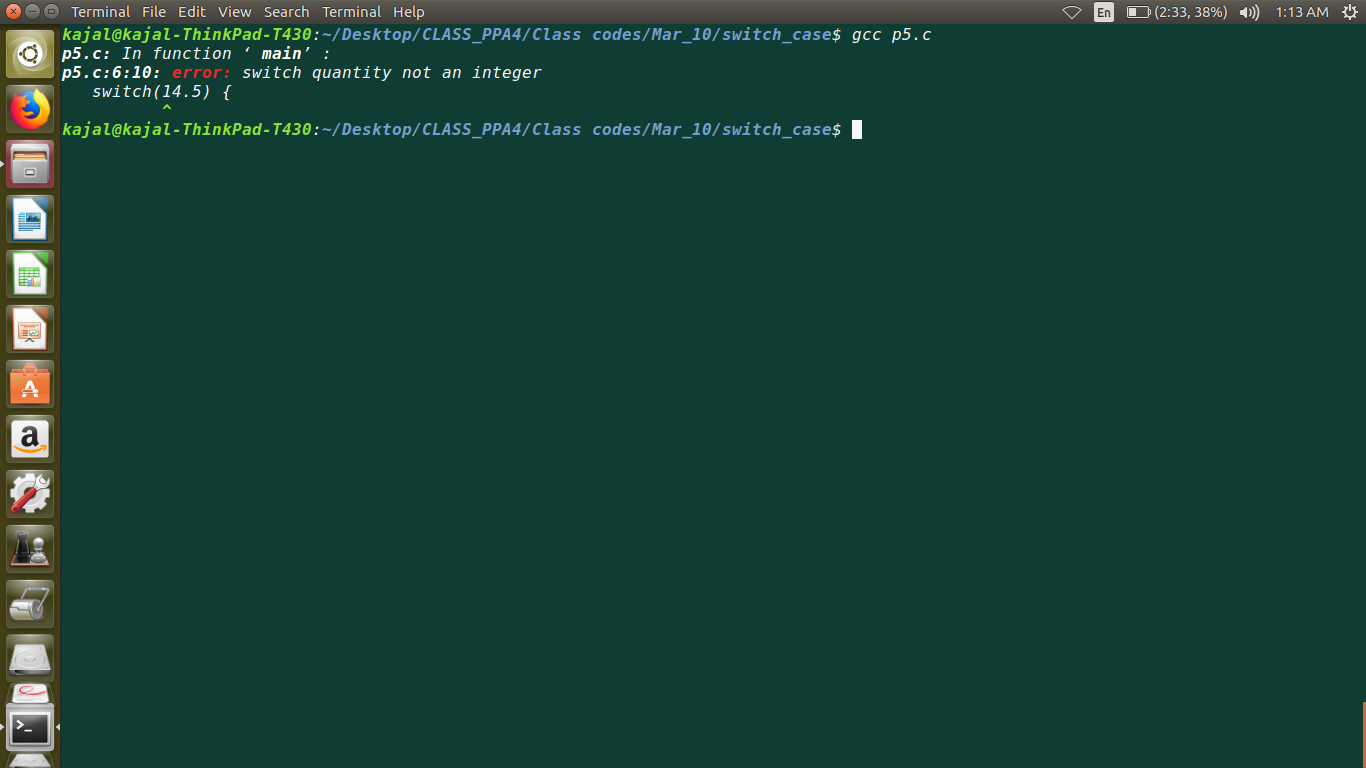 Terminal File Edit View Search Terminal Help
En (2:33, 38%) 1:13 AM
kajal@kajal-ThinkPad-T430:~/Desktop/CLASS_PPA4/Class codes/Mar_10/switch_case$ gcc p5.c
p5.c: In function ‘ main’ :
p5.c:6:10: error: switch quantity not an integer
switch(14.5) {
^
kajal@kajal-ThinkPad-T430:~/Desktop/CLASS_PPA4/Class codes/Mar_10/switch_case$
A
a
>_